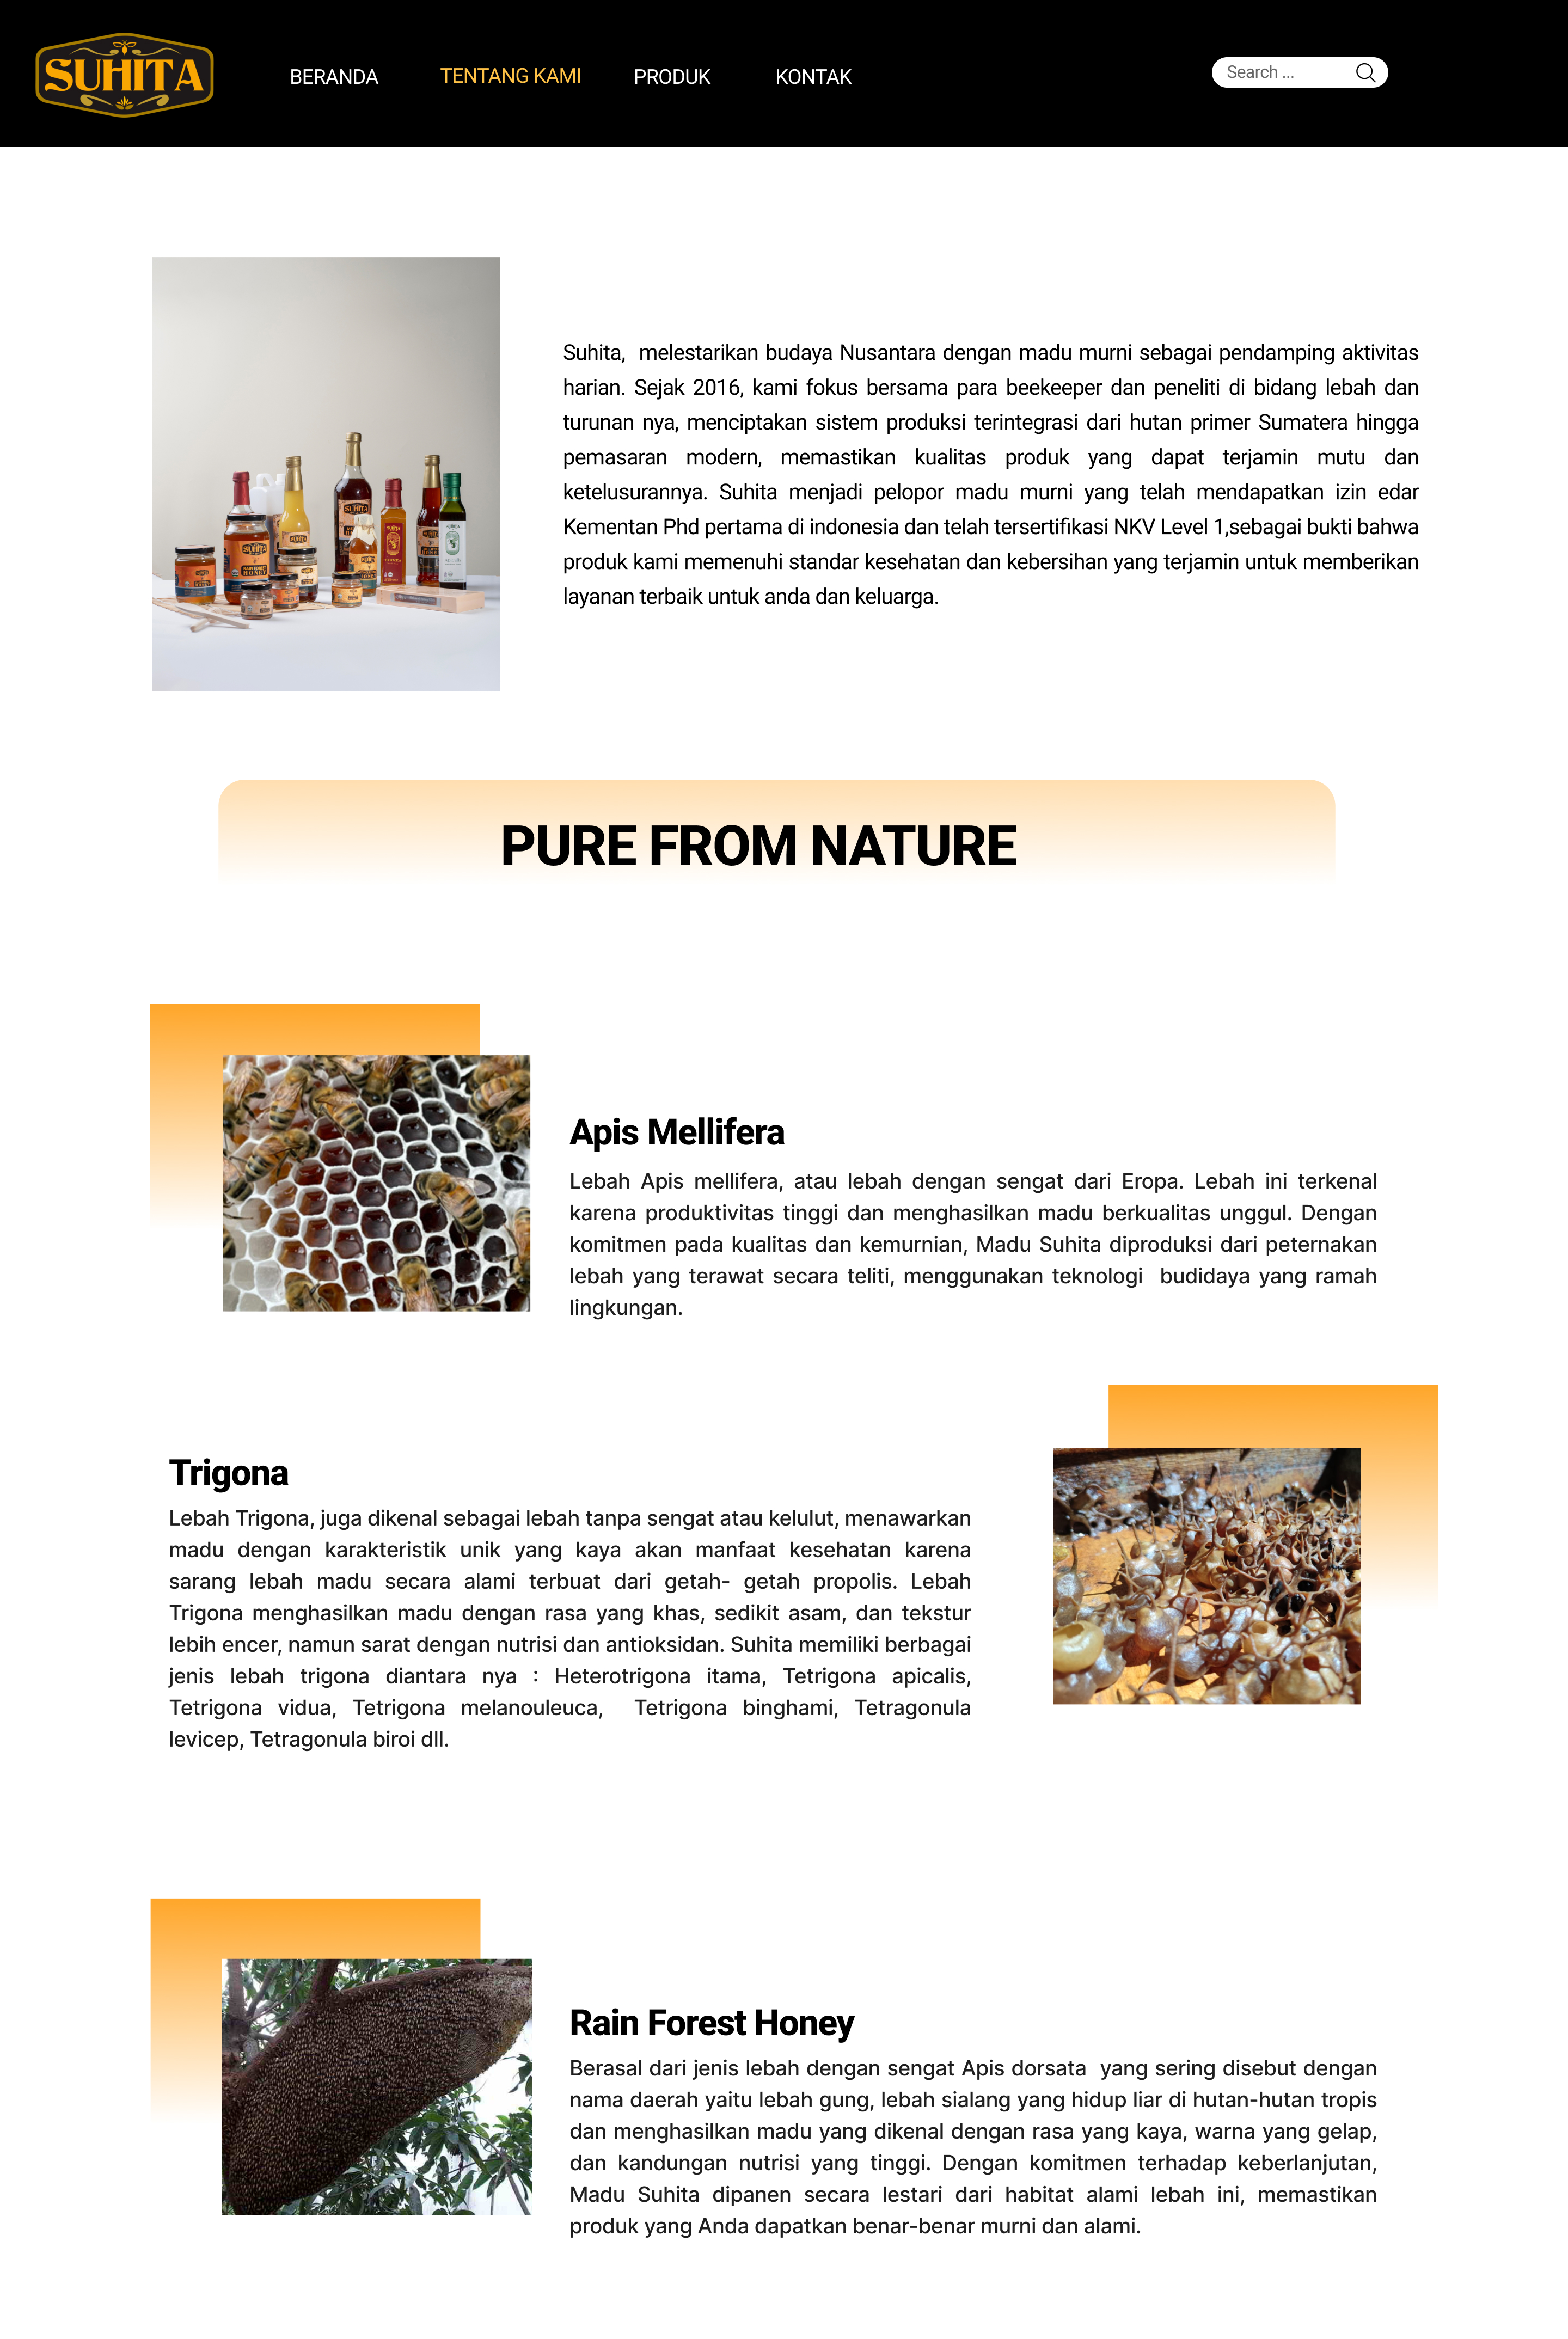 SUHITA
BERANDA
TENTANG KAMI
PRODUK
KONTAK
Search ...
Suhita,  melestarikan budaya Nusantara dengan madu murni sebagai pendamping aktivitas
harian. Sejak 2016, kami fokus bersama para beekeeper dan peneliti di bidang lebah dan
turunan nya, menciptakan sistem produksi terintegrasi dari hutan primer Sumatera hingga
pemasaran modern, memastikan kualitas produk yang dapat terjamin mutu dan
ketelusurannya. Suhita menjadi pelopor madu murni yang telah mendapatkan izin edar
Kementan Phd pertama di indonesia dan telah tersertifikasi NKV Level 1,sebagai bukti bahwa
produk kami memenuhi standar kesehatan dan kebersihan yang terjamin untuk memberikan
layanan terbaik untuk anda dan keluarga.
SUHITA
SUHITA
HONEY
PURE FROM NATURE
Apis Mellifera
Lebah Apis mellifera, atau lebah dengan sengat dari Eropa. Lebah ini terkenal
karena produktivitas tinggi dan menghasilkan madu berkualitas unggul. Dengan
komitmen pada kualitas dan kemurnian, Madu Suhita diproduksi dari peternakan
lebah yang terawat secara teliti, menggunakan teknologi  budidaya yang ramah
lingkungan.
Trigona
Lebah Trigona, juga dikenal sebagai lebah tanpa sengat atau kelulut, menawarkan
madu dengan karakteristik unik yang kaya akan manfaat kesehatan karena
sarang lebah madu secara alami terbuat dari getah- getah propolis. Lebah
Trigona menghasilkan madu dengan rasa yang khas, sedikit asam, dan tekstur
lebih encer, namun sarat dengan nutrisi dan antioksidan. Suhita memiliki berbagai
jenis lebah trigona diantara nya : Heterotrigona itama, Tetrigona apicalis,
Tetrigona vidua, Tetrigona melanouleuca,  Tetrigona binghami, Tetragonula
levicep, Tetragonula biroi dll.
Rain Forest Honey
Berasal dari jenis lebah dengan sengat Apis dorsata  yang sering disebut dengan
nama daerah yaitu lebah gung, lebah sialang yang hidup liar di hutan-hutan tropis
dan menghasilkan madu yang dikenal dengan rasa yang kaya, warna yang gelap,
dan kandungan nutrisi yang tinggi. Dengan komitmen terhadap keberlanjutan,
Madu Suhita dipanen secara lestari dari habitat alami lebah ini, memastikan
produk yang Anda dapatkan benar-benar murni dan alami.